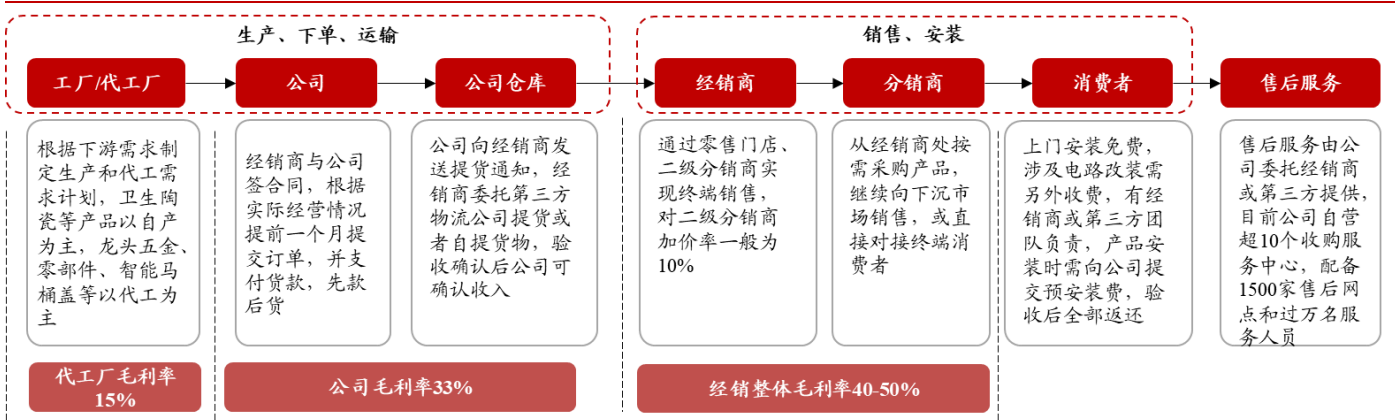 生产、下单、运输
销售、安装
工厂/代工厂
公司
公司仓库
经销商
分销商
消费者
售后服务
根据下游需求制
定生产和代工需
求计划，卫生陶
瓷等产品以自产
为主，龙头五金、
零部件、智能马
桶盖等以代工为
主
经销商与公司
签合同，根据
实际经营情况
提前一个月提
交订单，并支
付货款，先款
后货
公司向经销商发
送提货通知，经
销商委托第三方
物流公司提货或
者自提货物，验
收确认后公司可
确认收入
通过零售门店、
二级分销商实
现终端销售，
对二级分销商
加价率一般为
10%
从经销商处按
需采购产品，
继续向下沉市
场销售，或直
接对接终端消
费者
上门安装免费，
涉及电路改装需
另外收费，有经
销商或第三方团
队负责，产品安
装时需向公司提
交预安装费，验
收后全部返还
售后服务由公
司委托经销商
或第三方提供，
目前公司自营
超10个收购服
务中心，配备
1500家售后网
点和过万名服
务人员
代工厂毛利率
15%
公司毛利率33%
经销整体毛利率40-50%